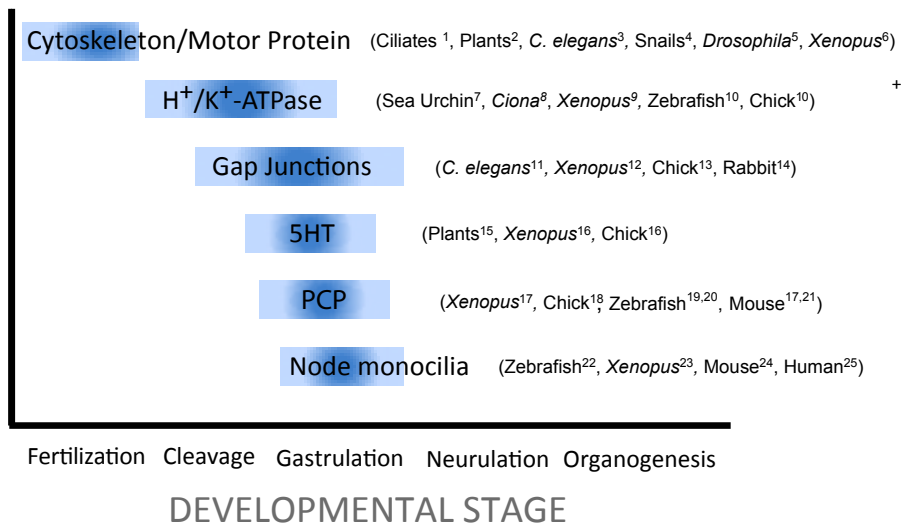 Cytoskeleton/Motor Protein (Ciliates ¹, Plants², C. elegans³, Snails⁴, Drosophila⁵, Xenopus⁶)
+
H⁺/K⁺-ATPase (Sea Urchin⁷, Ciona⁸, Xenopus⁹, Zebrafish¹⁰, Chick¹⁰)
Gap Junctions (C. elegans¹¹, Xenopus¹², Chick¹³, Rabbit¹⁴)
5HT (Plants¹⁵, Xenopus¹⁶, Chick¹⁶)
PCP (Xenopus¹⁷, Chick¹⁸, Zebrafish¹⁹,²⁰, Mouse¹⁷,²¹)
Node monocilia (Zebrafish²², Xenopus²³, Mouse²⁴, Human²⁵)
Fertilization Cleavage Gastrulation Neurulation Organogenesis
DEVELOPMENTAL STAGE